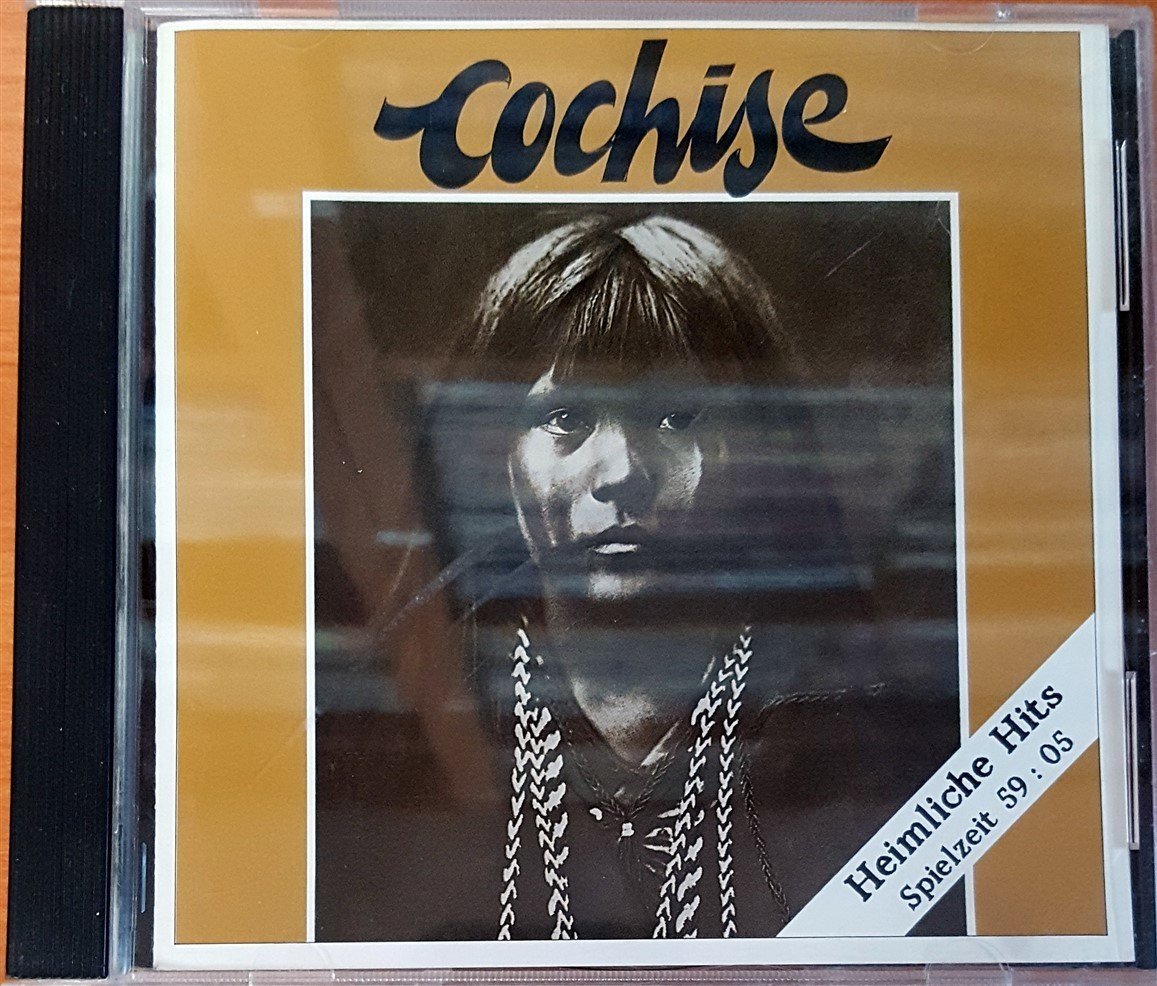 Cochise
Heimliche Hits
Spielzeit 59 : 05